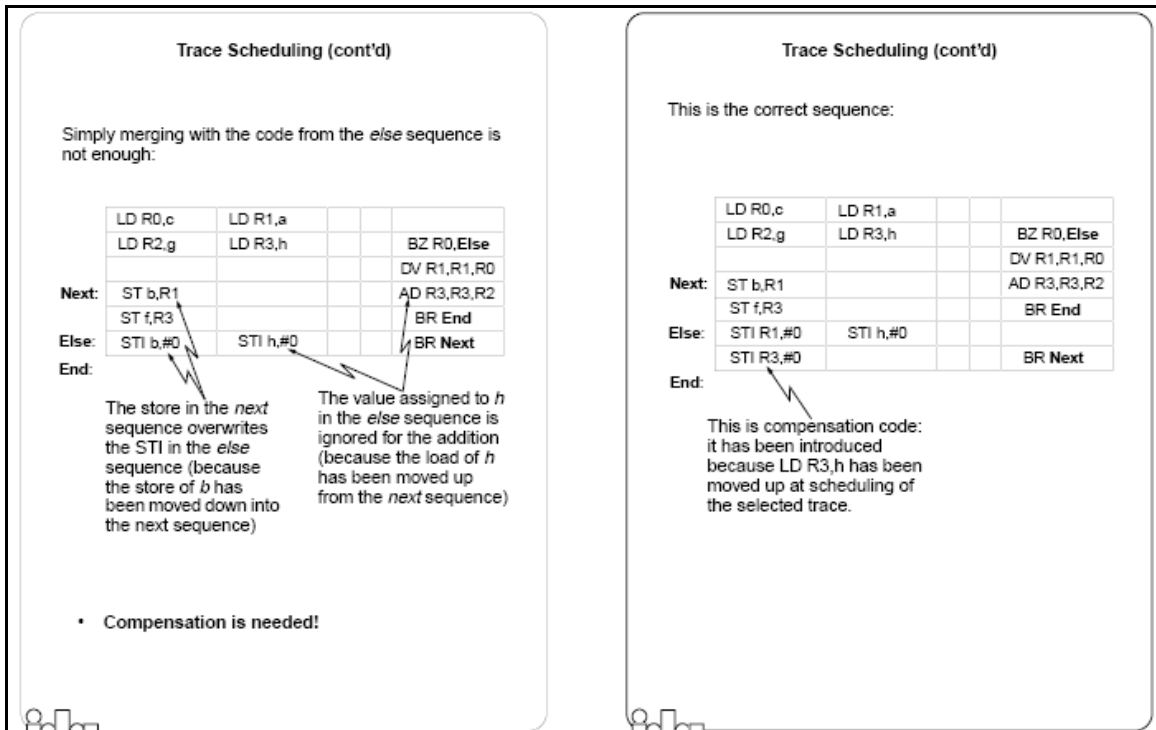 Trace Scheduling (cont'd)
Simply merging with the code from the else sequence is
not enough:
LD R0,c LD R1,a
LD R2,g LD R3,h BZ R0,Else
DV R1,R1,R0
Next: ST b,R1 AD R3,R3,R2
ST f,R3 BR End
Else: STI b,#0 STI h,#0 BR Next
End:
The store in the next
sequence overwrites
the STI in the else
sequence (because
the store of b has
been moved down into
the next sequence)
The value assigned to h
in the else sequence is
ignored for the addition
(because the load of h
has been moved up
from the next sequence)
• Compensation is needed!
Trace Scheduling (cont'd)
This is the correct sequence:
LD R0,c LD R1,a
LD R2,g LD R3,h BZ R0,Else
DV R1,R1,R0
Next: ST b,R1 AD R3,R3,R2
ST f,R3 BR End
Else: STI R1,#0 STI h,#0
STI R3,#0 BR Next
End:
This is compensation code:
it has been introduced
because LD R3,h has been
moved up at scheduling of
the selected trace.